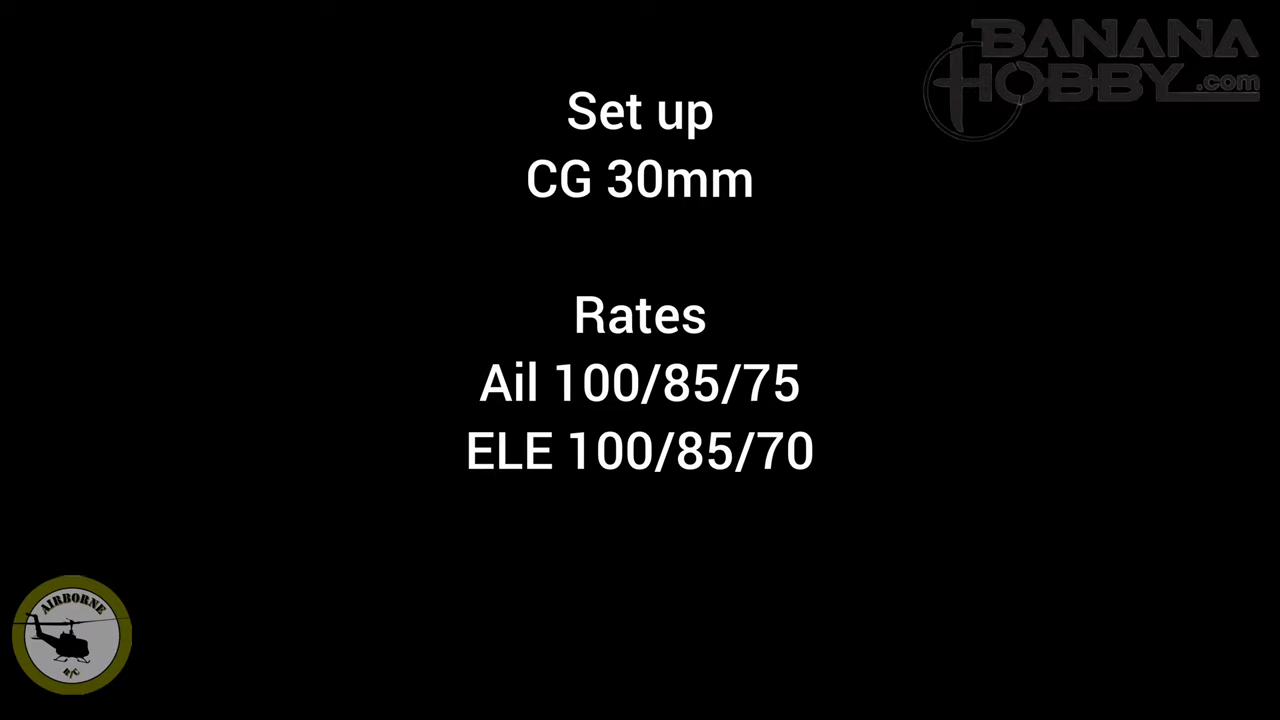 BANANA
HOBBY.com
Set up
CG 30mm
Rates
Ail 100/85/75
ELE 100/85/70
AIRBORNE
R/C